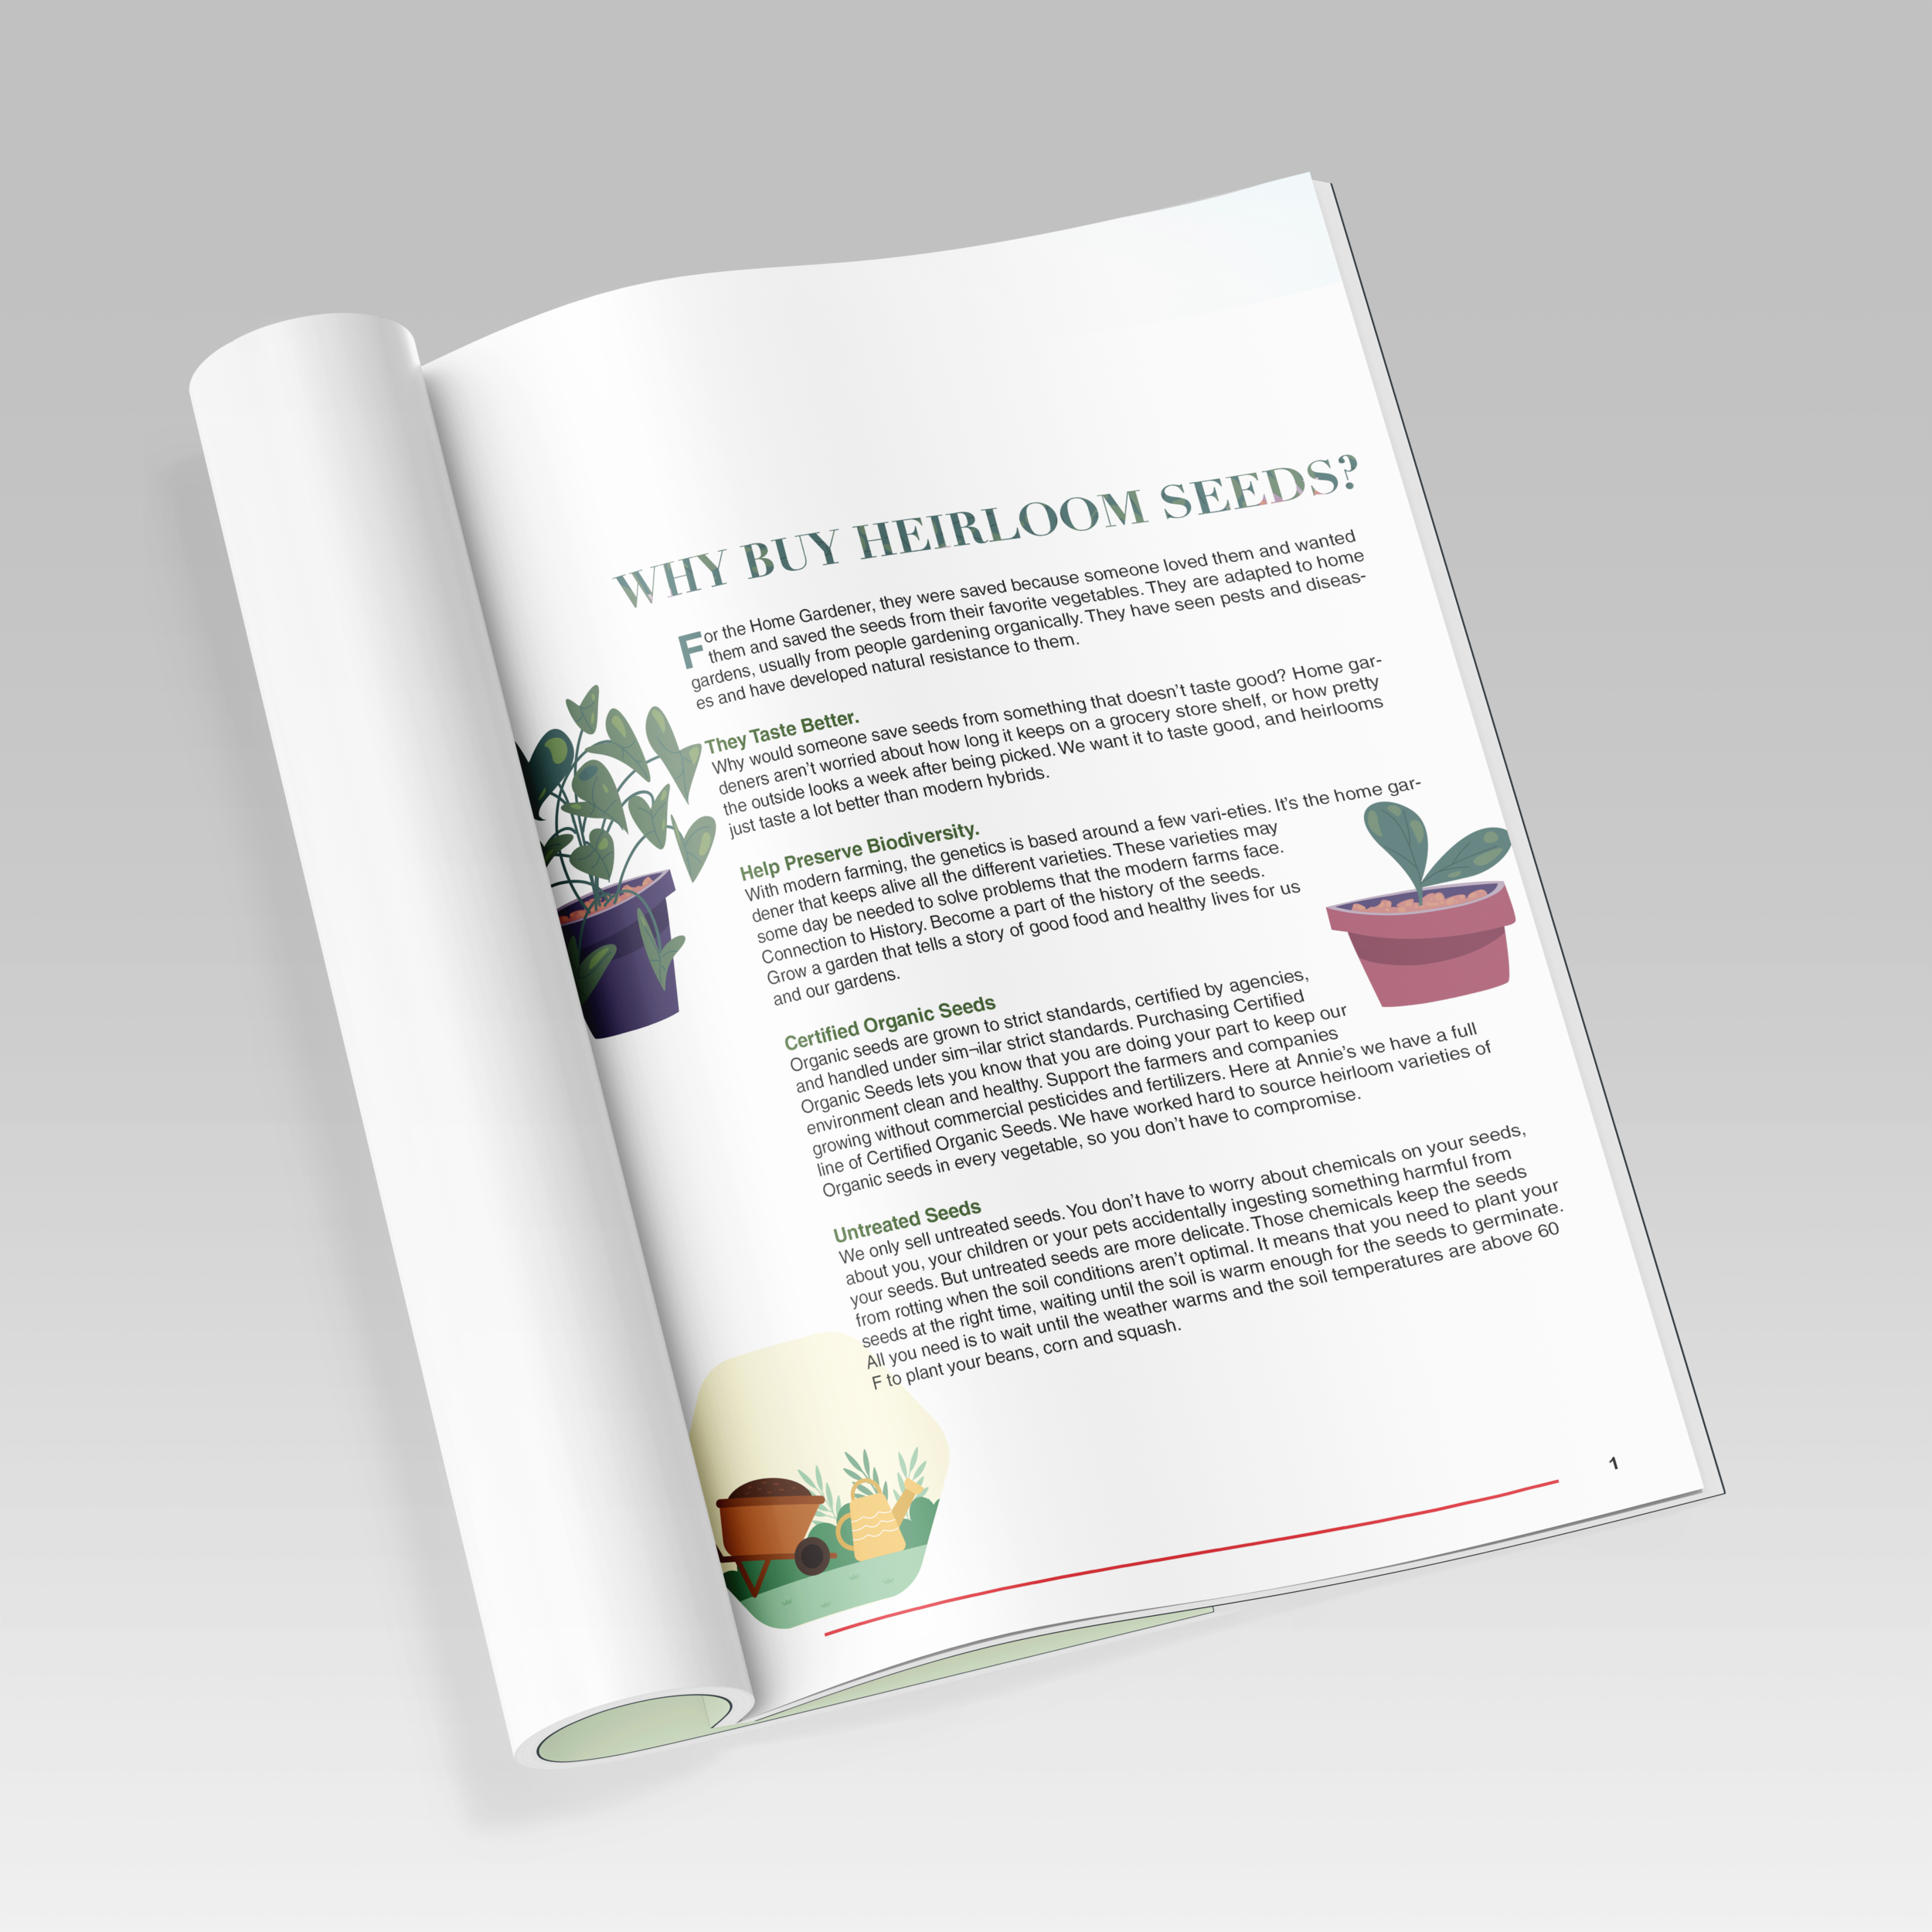 WHY BUY HEIRLOOM SEEDS?
For the Home Gardener, they were saved because someone loved them and wanted
them and saved the seeds from their favorite vegetables. They are adapted to home
gardens, usually from people gardening organically. They have seen pests and diseas-
es and have developed natural resistance to them.
They Taste Better.
Why would someone save seeds from something that doesn't taste good? Home gar-
deners aren't worried about how long it keeps on a grocery store shelf, or how pretty
the outside looks a week after being picked. We want it to taste good, and heirlooms
just taste a lot better than modern hybrids.
Help Preserve Biodiversity.
With modern farming, the genetics is based around a few vari-eties. It's the home gar-
dener that keeps alive all the different varieties. These varieties may
some day be needed to solve problems that the modern farms face.
Connection to History. Become a part of the history of the seeds.
Grow a garden that tells a story of good food and healthy lives for us
and our gardens.
Certified Organic Seeds
Organic seeds are grown to strict standards, certified by agencies,
and handled under sim¬ilar strict standards. Purchasing Certified
Organic Seeds lets you know that you are doing your part to keep our
environment clean and healthy. Support the farmers and companies
growing without commercial pesticides and fertilizers. Here at Annie's we have a full
line of Certified Organic Seeds. We have worked hard to source heirloom varieties of
Organic seeds in every vegetable, so you don't have to compromise.
Untreated Seeds
We only sell untreated seeds. You don't have to worry about chemicals on your seeds,
about you, your children or your pets accidentally ingesting something harmful from
your seeds. But untreated seeds are more delicate. Those chemicals keep the seeds
from rotting when the soil conditions aren't optimal. It means that you need to plant your
seeds at the right time, waiting until the soil is warm enough for the seeds to germinate.
All you need is to wait until the weather warms and the soil temperatures are above 60
F to plant your beans, corn and squash.
1